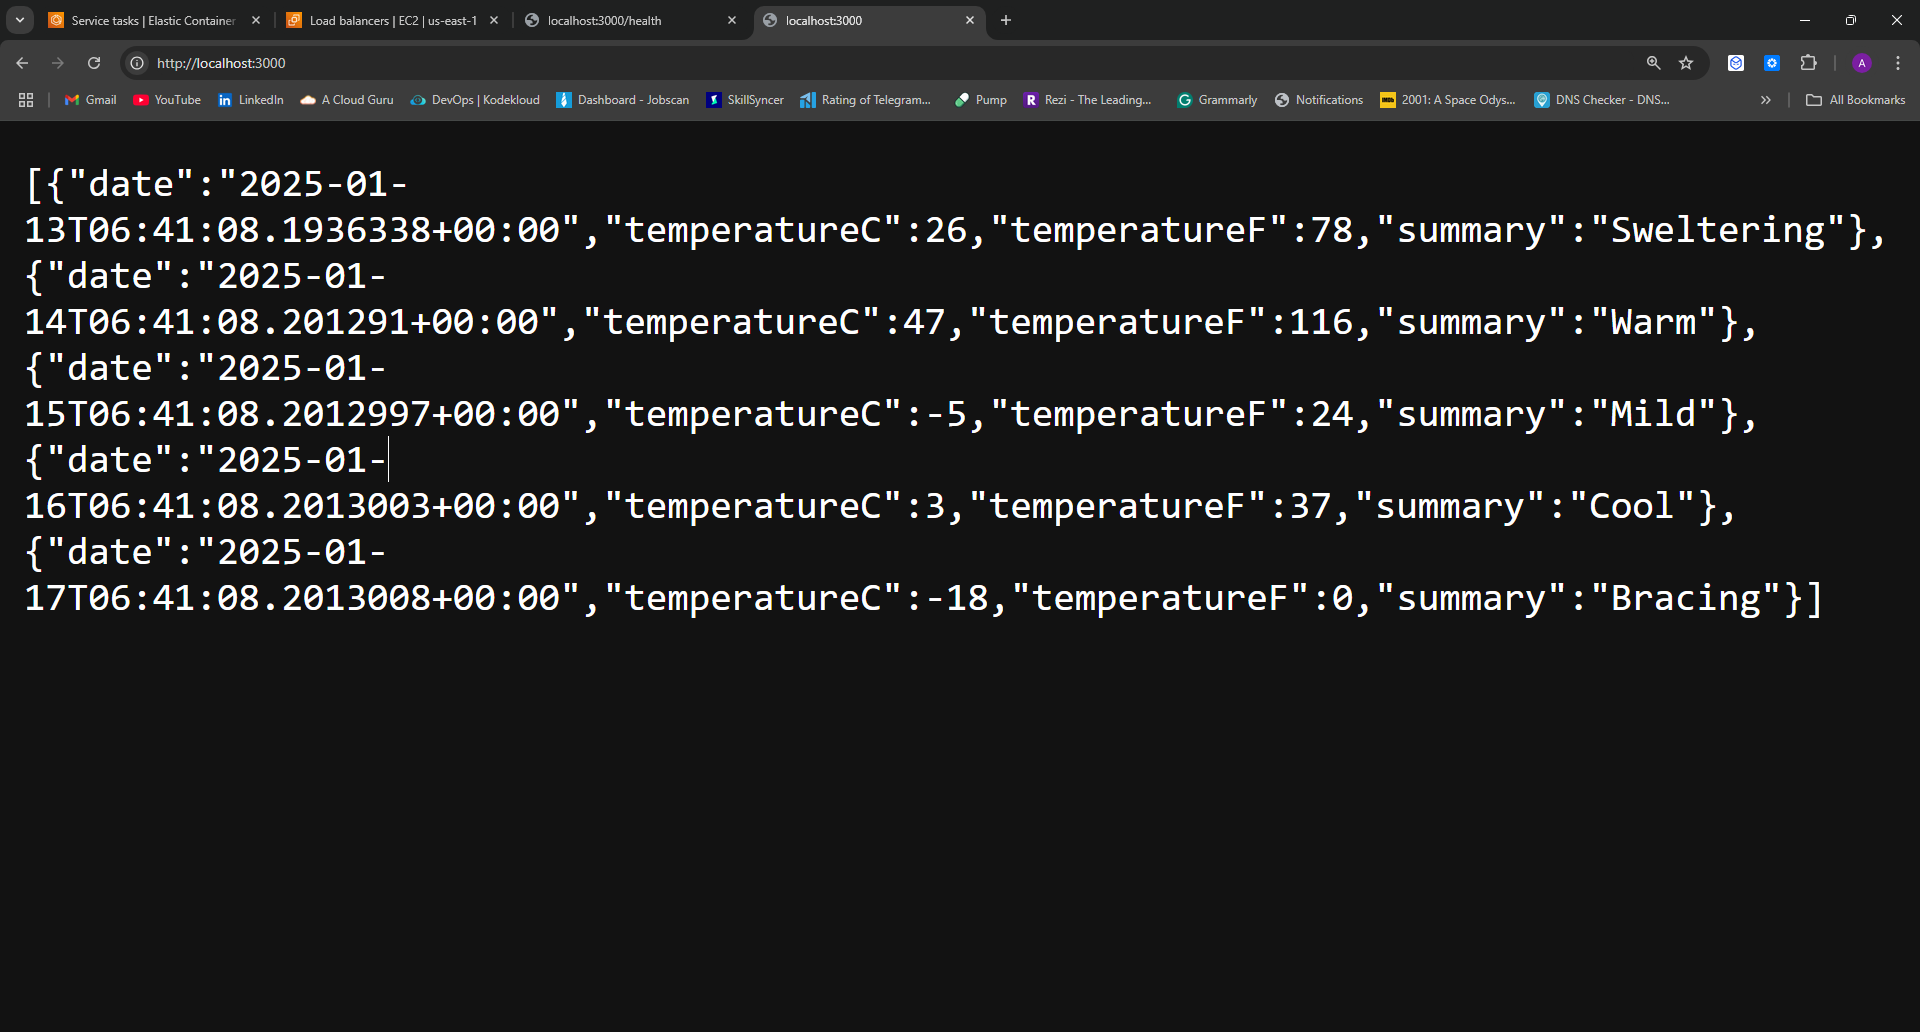 Service tasks | Elastic Container
Load balancers | EC2 | us-east-1
localhost:3000/health
localhost:3000
http://localhost:3000
A
Gmail
YouTube
LinkedIn
A Cloud Guru
DevOps | Kodekloud
Dashboard - Jobscan
SkillSyncer
Rating of Telegram...
Pump
Rezi - The Leading...
Grammarly
Notifications
2001: A Space Odys...
DNS Checker - DNS...
All Bookmarks
[{"date":"2025-01-
13T06:41:08.1936338+00:00","temperatureC":26,"temperatureF":78,"summary":"Sweltering"},
{"date":"2025-01-
14T06:41:08.201291+00:00","temperatureC":47,"temperatureF":116,"summary":"Warm"},
{"date":"2025-01-
15T06:41:08.2012997+00:00","temperatureC":-5,"temperatureF":24,"summary":"Mild"},
{"date":"2025-01-
16T06:41:08.2013003+00:00","temperatureC":3,"temperatureF":37,"summary":"Cool"},
{"date":"2025-01-
17T06:41:08.2013008+00:00","temperatureC":-18,"temperatureF":0,"summary":"Bracing"}]